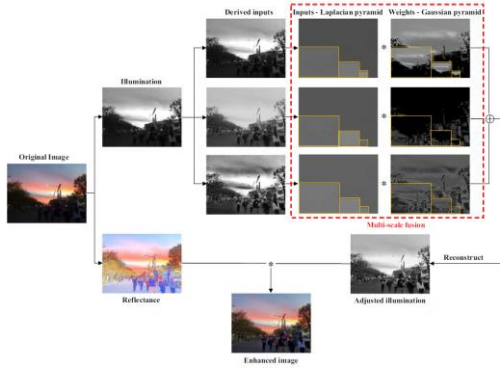 Derived inputs
Inputs - Laplacian pyramid
Weights - Gaussian pyramid
Illumination
Original Image
Multi-scale fusion
Reconstruct
Reflectance
Adjusted illumination
Enhanced image